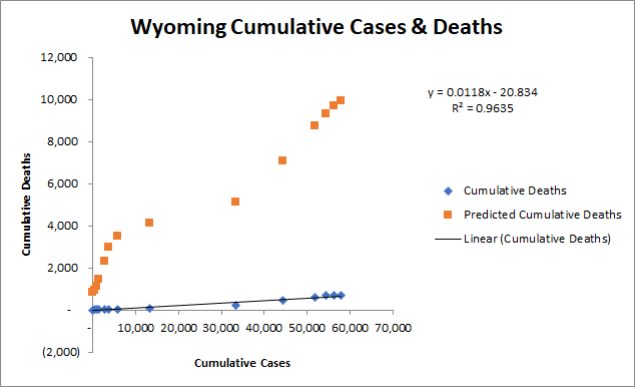 Wyoming Cumulative Cases & Deaths
12,000
10,000
8,000
6,000
4,000
2,000
-
(2,000)
Cumulative Deaths
- 10,000 20,000 30,000 40,000 50,000 60,000 70,000
Cumulative Cases
y = 0.0118x - 20.834
R² = 0.9635
Cumulative Deaths
Predicted Cumulative Deaths
Linear (Cumulative Deaths)